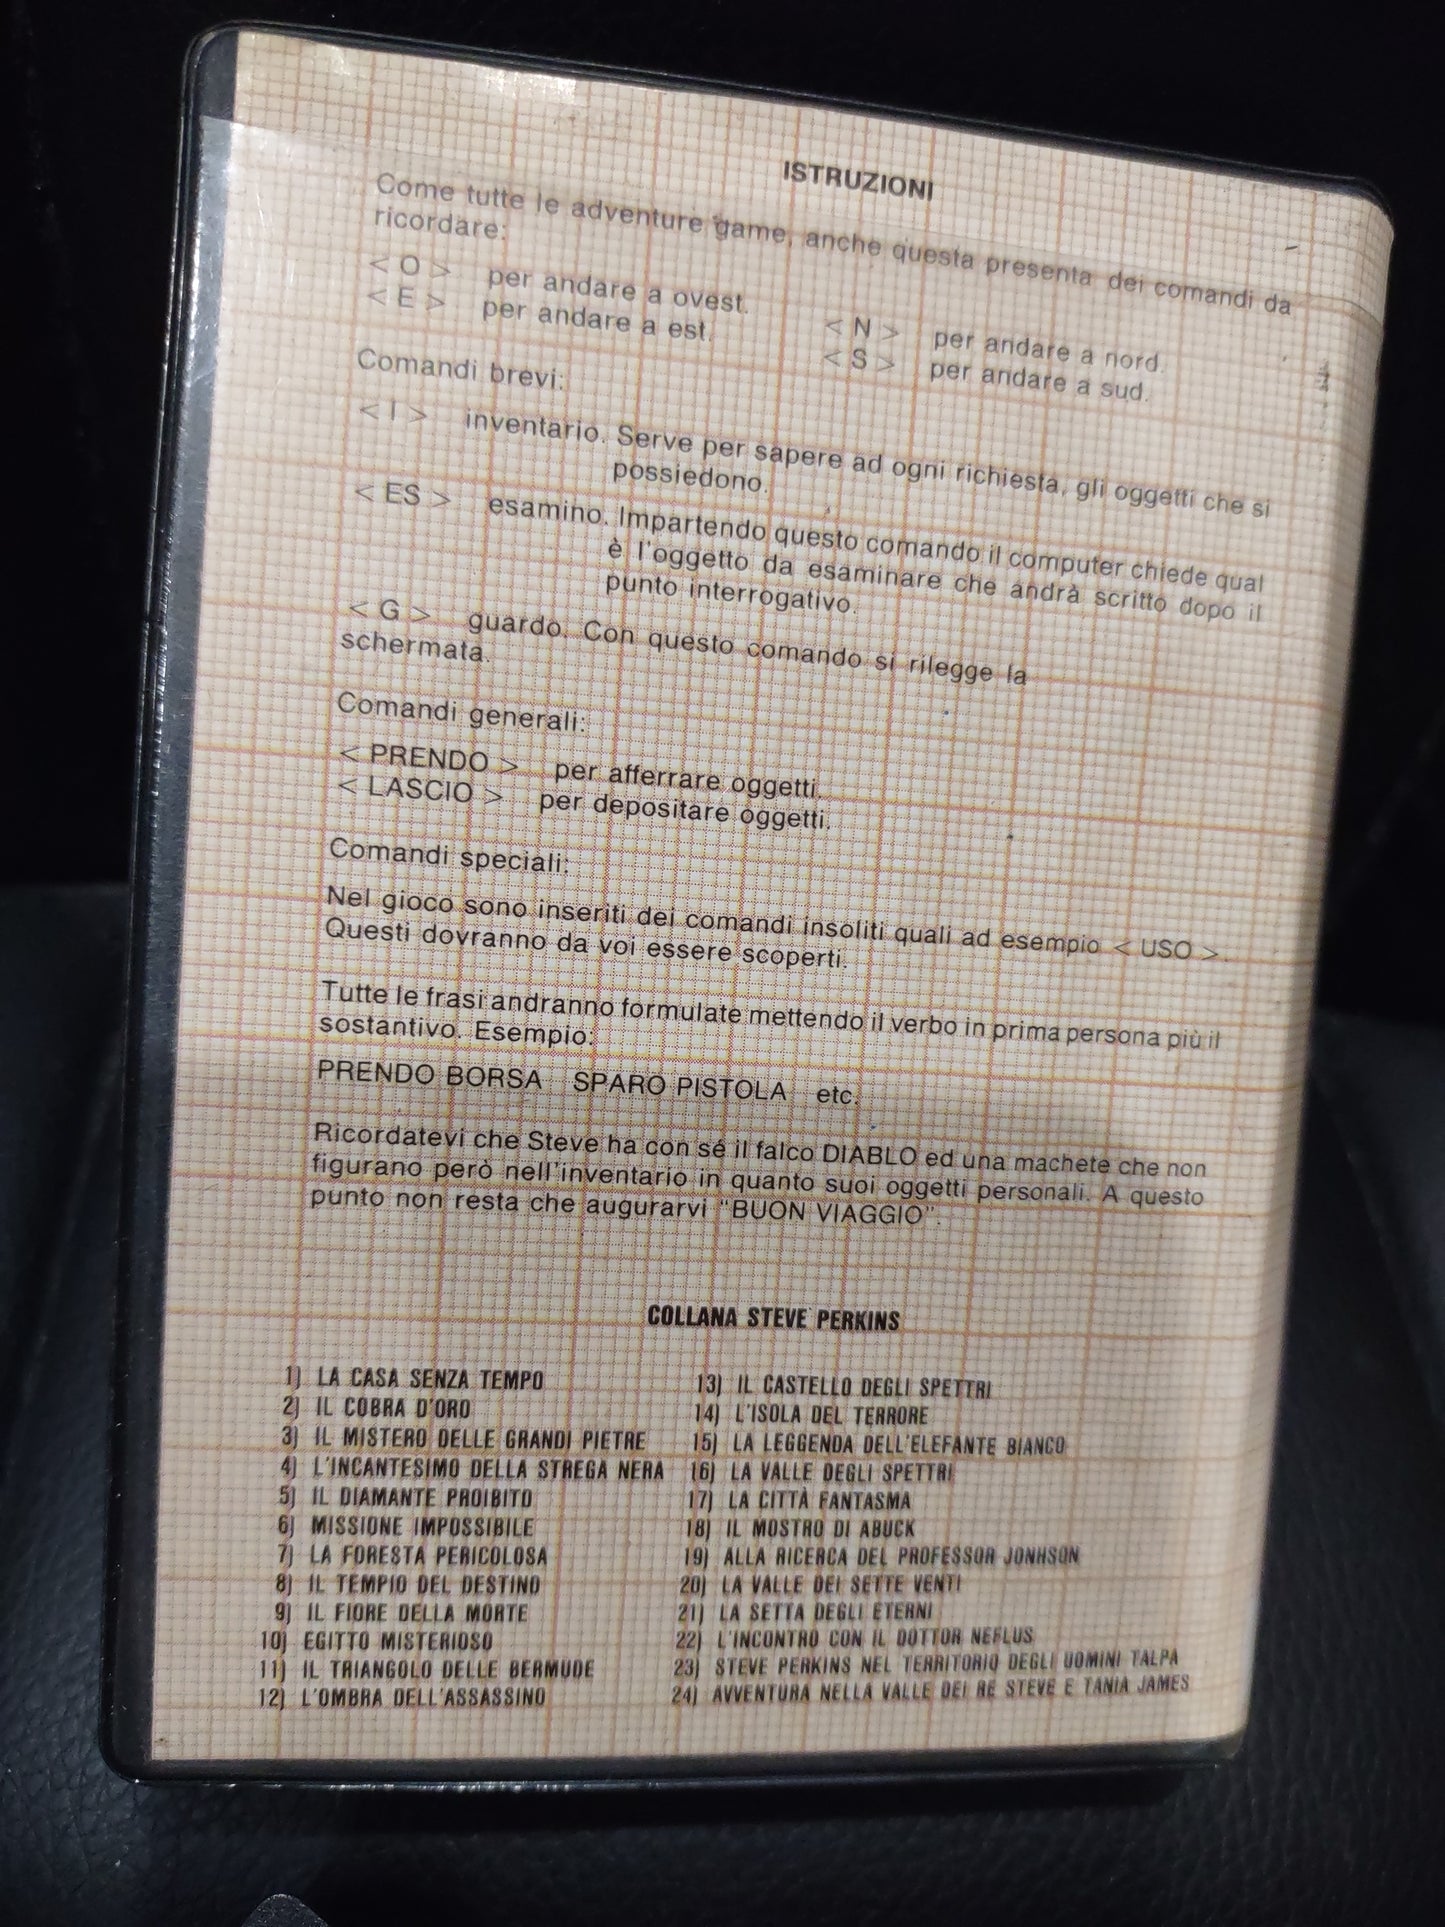 ISTRUZIONI
Come tutte le adventure game, anche questa presenta dei comandi da
ricordare:
< O > per andare a ovest.
< E > per andare a est.
< N > per andare a nord.
< S > per andare a sud.
Comandi brevi:
< I > inventario. Serve per sapere ad ogni richiesta, gli oggetti che si
possiedono.
< ES > esamino. Impartendo questo comando il computer chiede qual
è l'oggetto da esaminare che andrà scritto dopo il
punto interrogativo.
< G > guardo. Con questo comando si rilegge la
schermata.
Comandi generali:
< PRENDO > per afferrare oggetti.
< LASCIO > per depositare oggetti.
Comandi speciali:
Nel gioco sono inseriti dei comandi insoliti quali ad esempio < USO >.
Questi dovranno da voi essere scoperti.
Tutte le frasi andranno formulate mettendo il verbo in prima persona più il
sostantivo. Esempio:
PRENDO BORSA SPARO PISTOLA etc.
Ricordatevi che Steve ha con sé il falco DIABLO ed una machete che non
figurano però nell'inventario in quanto suoi oggetti personali. A questo
punto non resta che augurarvi "BUON VIAGGIO".
COLLANA STEVE PERKINS
1) LA CASA SENZA TEMPO
2) IL COBRA D'ORO
3) IL MISTERO DELLE GRANDI PIETRE
4) L'INCANTESIMO DELLA STREGA NERA
5) IL DIAMANTE PROIBITO
6) MISSIONE IMPOSSIBILE
7) LA FORESTA PERICOLOSA
8) IL TEMPIO DEL DESTINO
9) IL FIORE DELLA MORTE
10) EGITTO MISTERIOSO
11) IL TRIANGOLO DELLE BERMUDE
12) L'OMBRA DELL'ASSASSINO
13) IL CASTELLO DEGLI SPETTRI
14) L'ISOLA DEL TERRORE
15) LA LEGGENDA DELL'ELEFANTE BIANCO
16) LA VALLE DEGLI SPETTRI
17) LA CITTÀ FANTASMA
18) IL MOSTRO DI ABUCK
19) ALLA RICERCA DEL PROFESSOR JONHSON
20) LA VALLE DEI SETTE VENTI
21) LA SETTA DEGLI ETERNI
22) L'INCONTRO CON IL DOTTOR NEFLUS
23) STEVE PERKINS NEL TERRITORIO DEGLI UOMINI TALPA
24) AVVENTURA NELLA VALLE DEI RE STEVE E TANIA JAMES